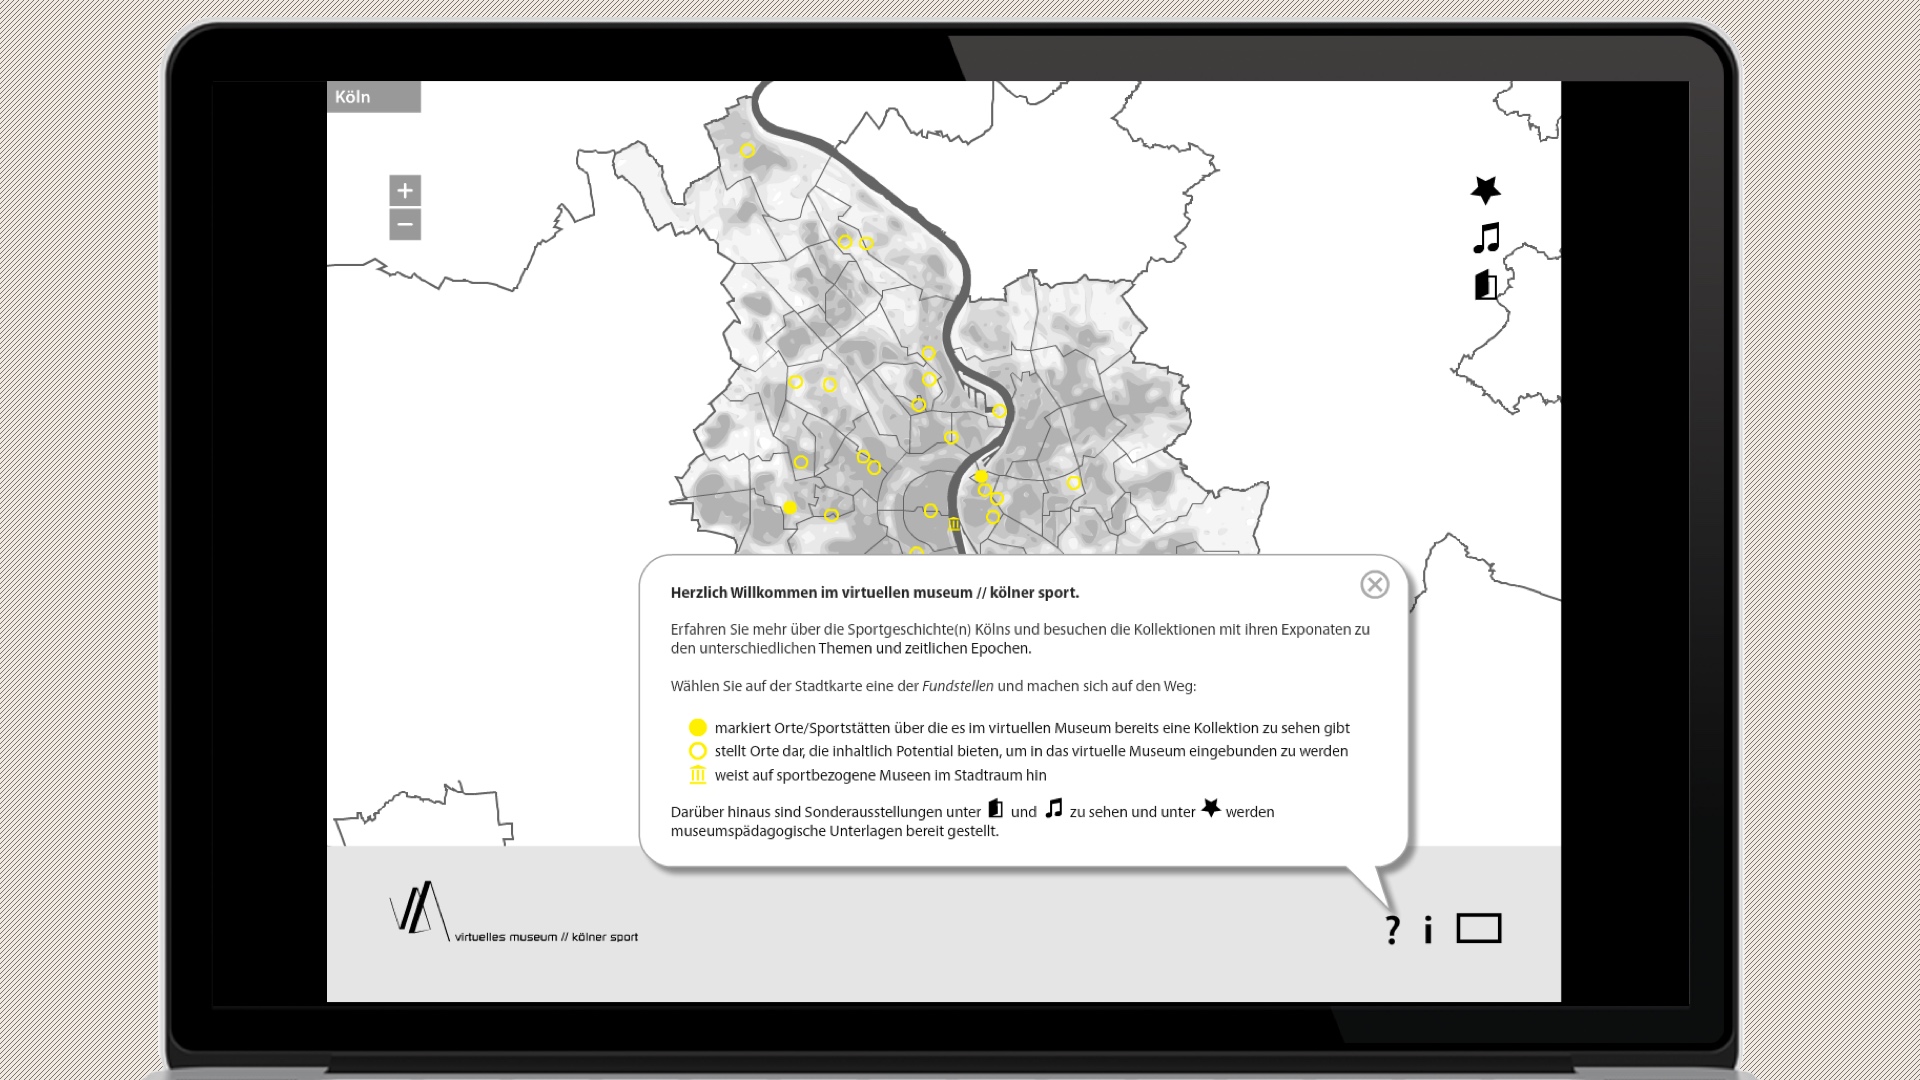 Köln
+
−
Herzlich Willkommen im virtuellen museum // kölner sport.
Erfahren Sie mehr über die Sportgeschichte(n) Kölns und besuchen die Kollektionen mit ihren Exponaten zu
den unterschiedlichen Themen und zeitlichen Epochen.
Wählen Sie auf der Stadtkarte eine der Fundstellen und machen sich auf den Weg:
markiert Orte/Sportstätten über die es im virtuellen Museum bereits eine Kollektion zu sehen gibt
stellt Orte dar, die inhaltlich Potential bieten, um in das virtuelle Museum eingebunden zu werden
weist auf sportbezogene Museen im Stadtraum hin
Darüber hinaus sind Sonderausstellungen unter und zu sehen und unter werden
museumspädagogische Unterlagen bereit gestellt.
virtuelles museum // kölner sport
? i